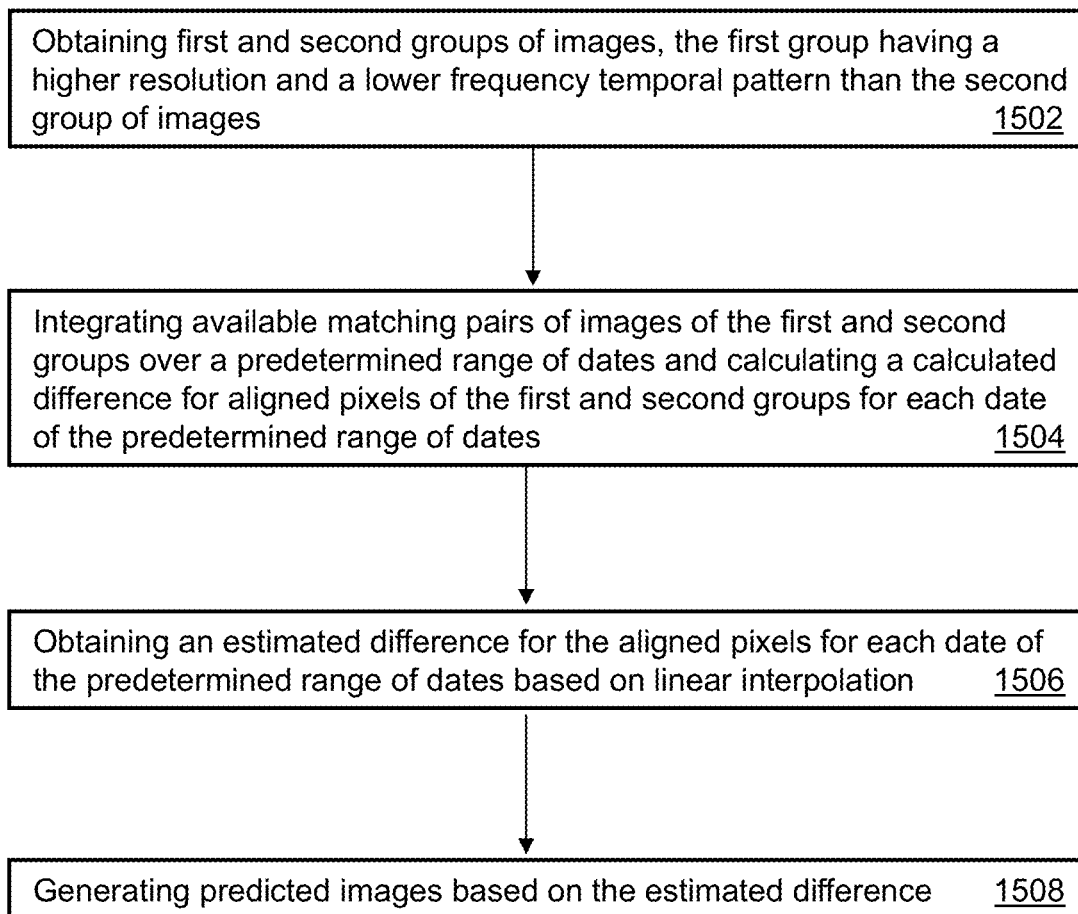 Obtaining first and second groups of images, the first group having a
higher resolution and a lower frequency temporal pattern than the second
group of images 1502
Integrating available matching pairs of images of the first and second
groups over a predetermined range of dates and calculating a calculated
difference for aligned pixels of the first and second groups for each date
of the predetermined range of dates 1504
Obtaining an estimated difference for the aligned pixels for each date of
the predetermined range of dates based on linear interpolation 1506
Generating predicted images based on the estimated difference 1508